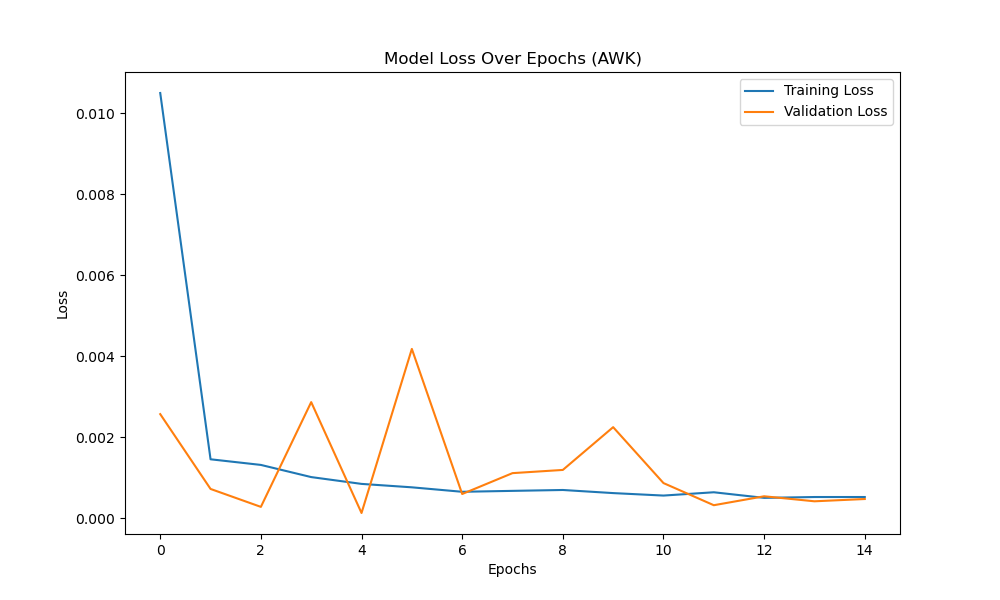 Model Loss Over Epochs (AWK)
Training Loss
Validation Loss
Loss
0.010
0.008
0.006
0.004
0.002
0.000
0 2 4 6 8 10 12 14
Epochs